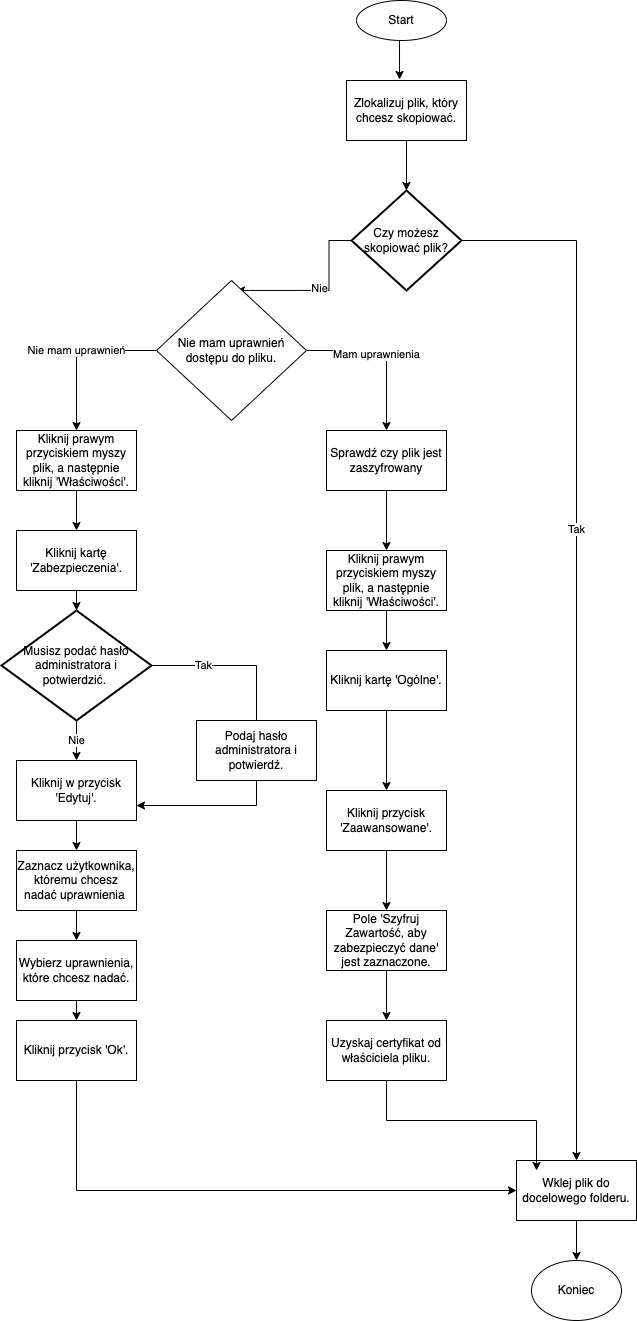 Start
Zlokalizuj plik, który
chcesz skopiować.
Czy możesz
skopiować plik?
Nie
Nie mam uprawnień
dostępu do pliku.
Nie mam uprawnień
Mam uprawnienia
Kliknij prawym
przyciskiem myszy
plik, a następnie
kliknij 'Właściwości'.
Sprawdź czy plik jest
zaszyfrowany
Tak
Kliknij kartę
'Zabezpieczenia'.
Kliknij prawym
przyciskiem myszy
plik, a następnie
kliknij 'Właściwości'.
Musisz podać hasło
administratora i
potwierdzić.
Tak
Kliknij kartę 'Ogólne'.
Nie
Podaj hasło
administratora i
potwierdź.
Kliknij w przycisk
'Edytuj'.
Kliknij przycisk
'Zaawansowane'.
Zaznacz użytkownika,
któremu chcesz
nadać uprawnienia
Pole 'Szyfruj
Zawartość, aby
zabezpieczyć dane'
jest zaznaczone.
Wybierz uprawnienia,
które chcesz nadać.
Kliknij przycisk 'Ok'.
Uzyskaj certyfikat od
właściciela pliku.
Wklej plik do
docelowego folderu.
Koniec